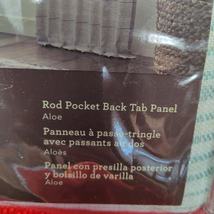 Rod Pocket Back Tab Panel
Aloe
Panneau à passe-tringle
avec passants au dos
Aloès
Panel con presilla posterior
y bolsillo de varilla
Aloe